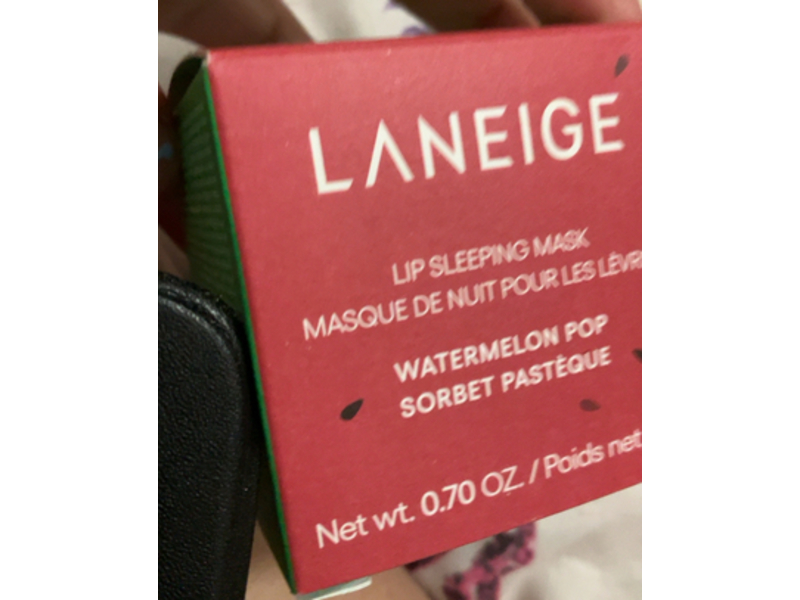 LANEIGE
LIP SLEEPING MASK
MASQUE DE NUIT POUR LES LÈVR
WATERMELON POP
SORBET PASTÈQUE
Net wt. 0.70 OZ. / Poids net